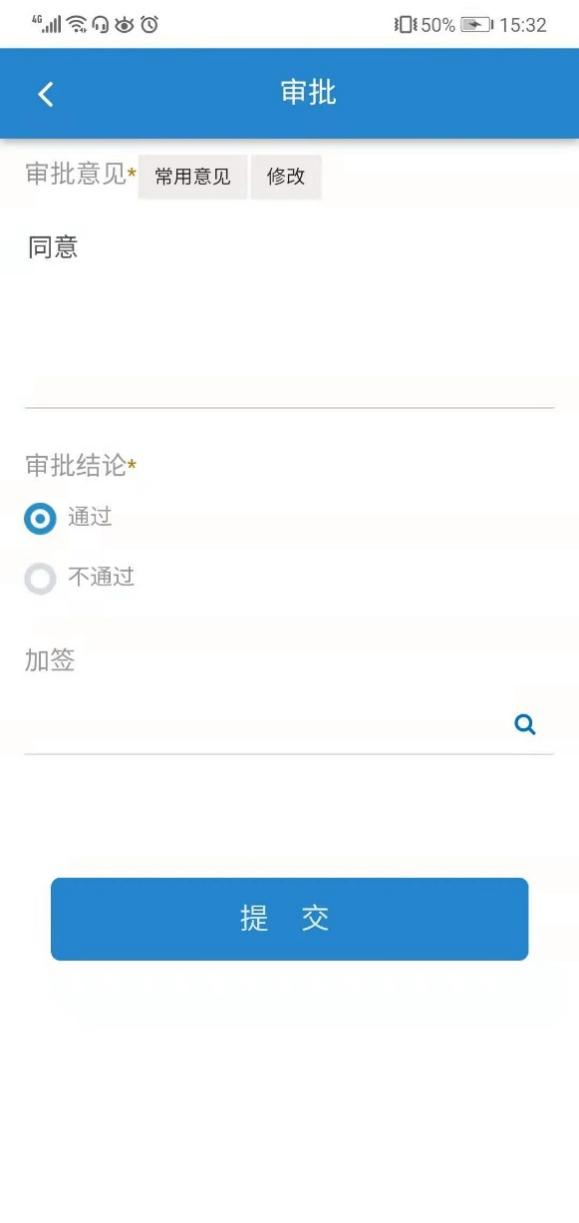 4G 50% 15:32
审批
审批意见* 常用意见 修改
同意
审批结论*
通过
不通过
加签
提 交